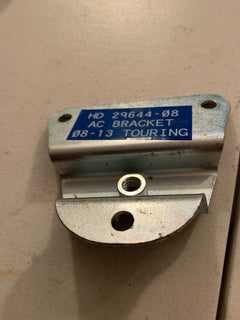 HD 29644-08
AC BRACKET
08-13 TOURING